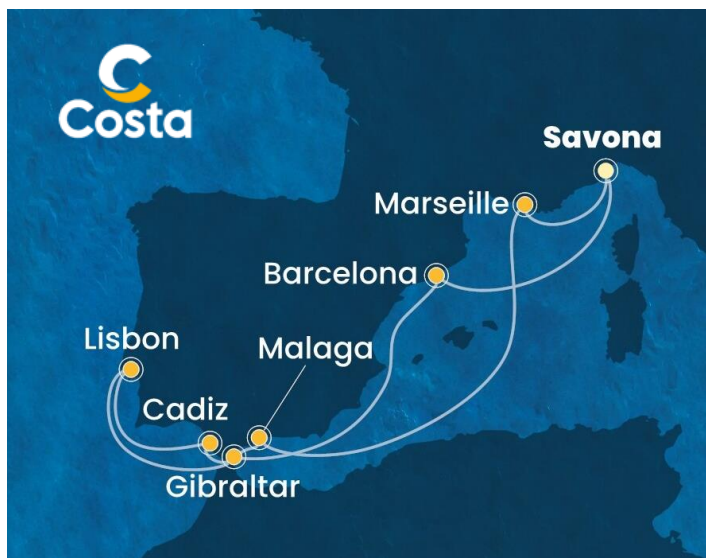 Costa
Savona
Marseille
Barcelona
Lisbon
Malaga
Cadiz
Gibraltar